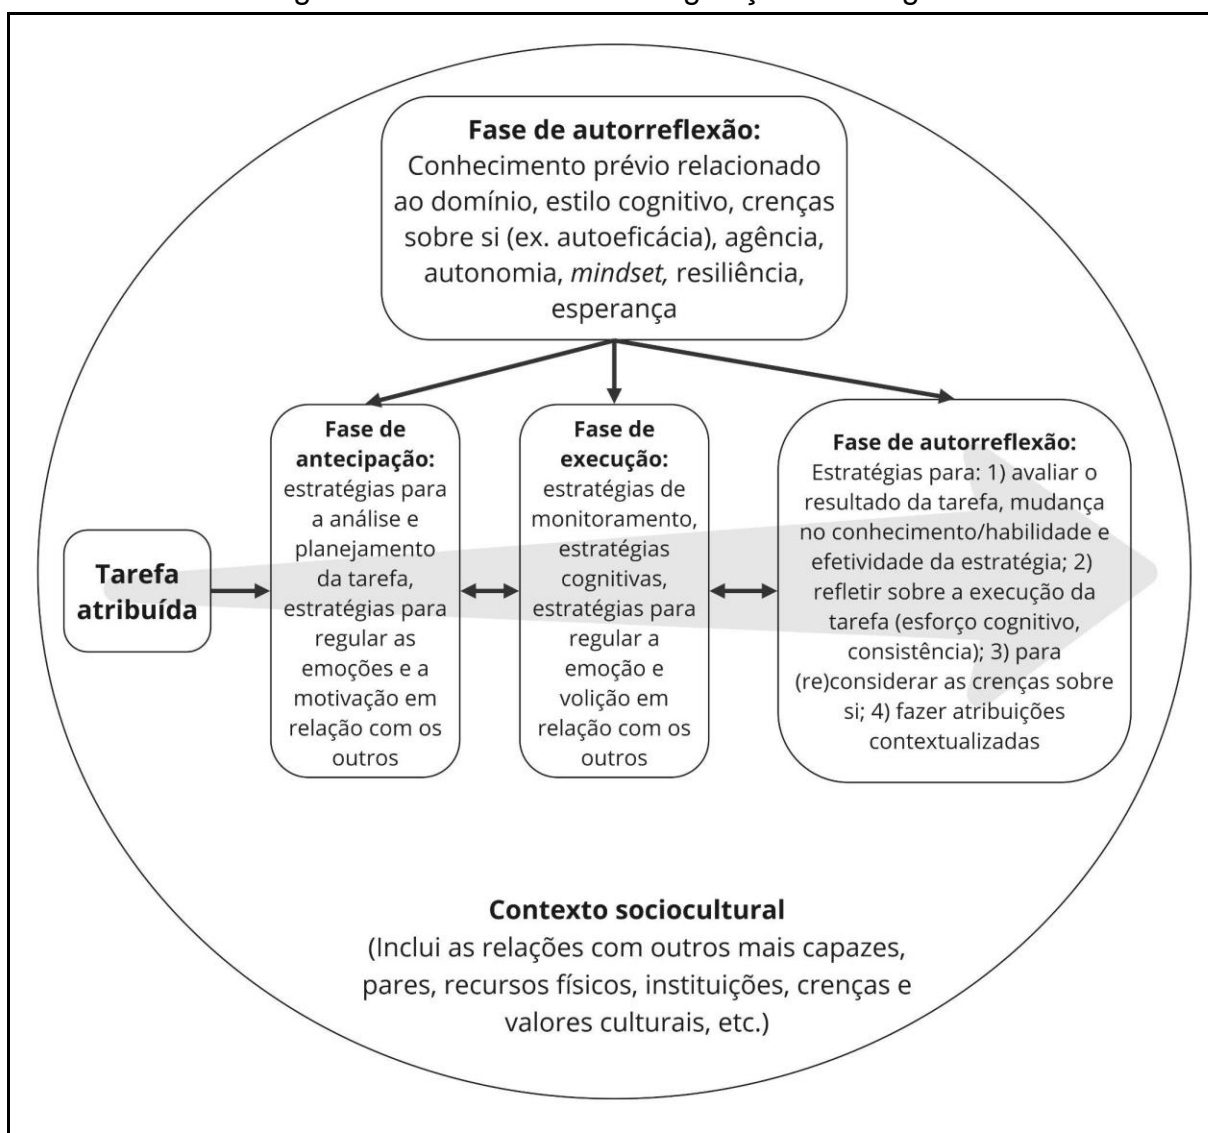 Fase de autorreflexão:
Conhecimento prévio relacionado
ao domínio, estilo cognitivo, crenças
sobre si (ex. autoeficácia), agência,
autonomia, mindset, resiliência,
esperança
Tarefa
atribuída
Fase de
antecipação:
estratégias para
a análise e
planejamento
da tarefa,
estratégias para
regular as
emoções e a
motivação em
relação com os
outros
Fase de
execução:
estratégias de
monitoramento,
estratégias
cognitivas,
estratégias para
regular a
emoção e
volição em
relação com os
outros
Fase de autorreflexão:
Estratégias para: 1) avaliar o
resultado da tarefa, mudança
no conhecimento/habilidade e
efetividade da estratégia; 2)
refletir sobre a execução da
tarefa (esforço cognitivo,
consistência); 3) para
(re)considerar as crenças sobre
si; 4) fazer atribuições
contextualizadas
Contexto sociocultural
(Inclui as relações com outros mais capazes,
pares, recursos físicos, instituições, crenças e
valores culturais, etc.)